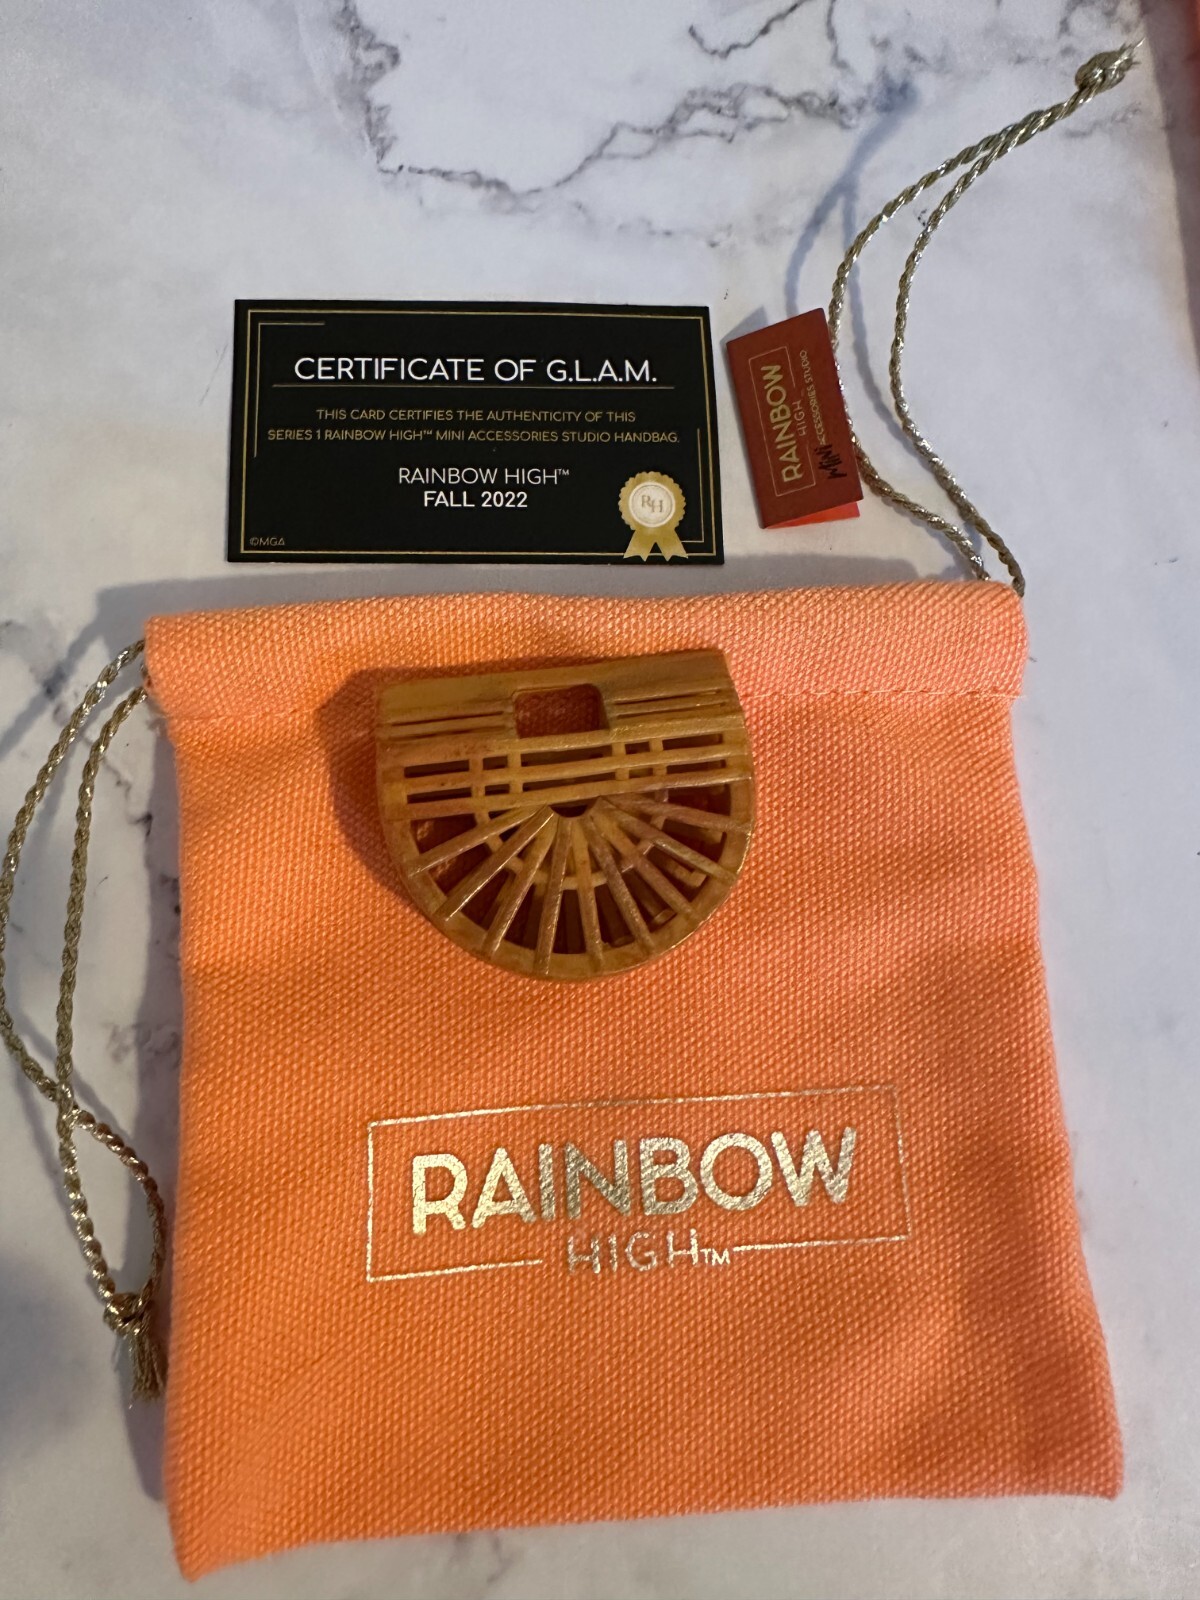 CERTIFICATE OF G.L.A.M.
THIS CARD CERTIFIES THE AUTHENTICITY OF THIS
SERIES 1 RAINBOW HIGH™ MINI ACCESSORIES STUDIO HANDBAG.
RAINBOW HIGH™
FALL 2022
RH
©MGA
RAINBOW
HIGH
MINI
ACCESSORIES STUDIO
RAINBOW
HIGH™